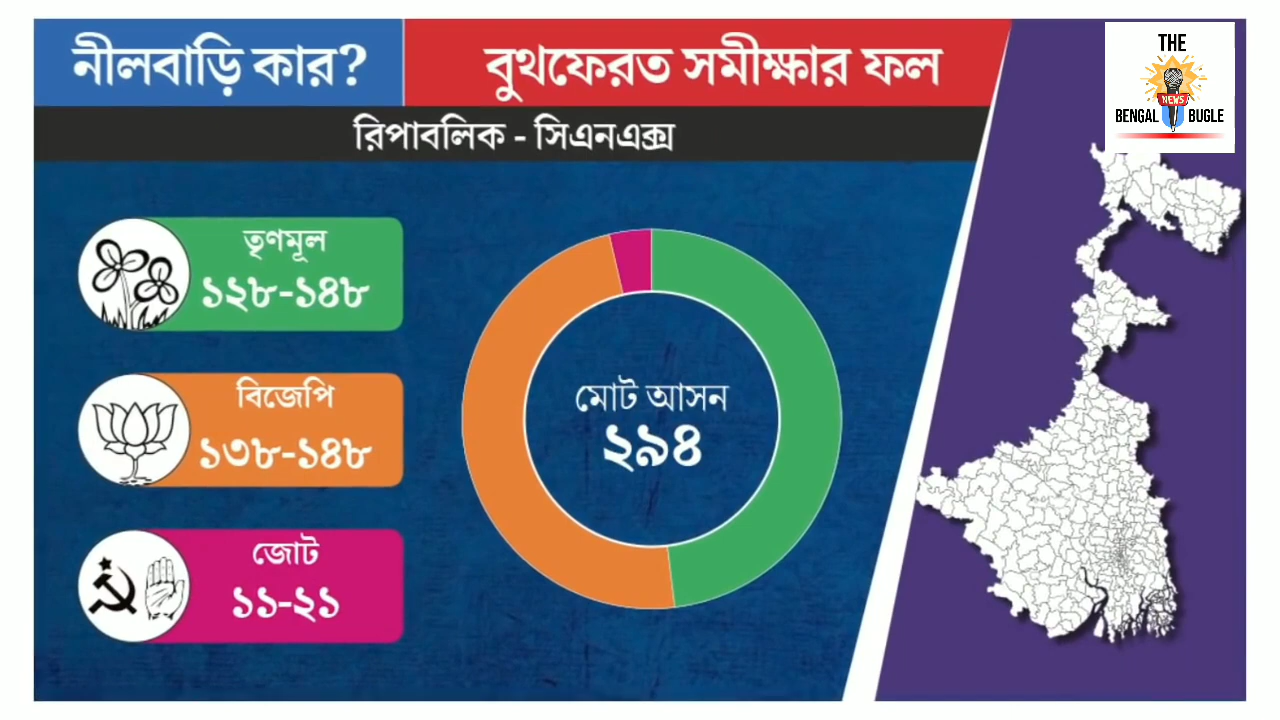 নীলবাড়ি কার?
বুথফেরত সমীক্ষার ফল
রিপাবলিক - সিএনএক্স
তৃণমূল
১২৮-১৪৮
বিজেপি
১৩৮-১৪৮
জোট
১১-২১
মোট আসন
২৯৪
THE
NEWS
BENGAL BUGLE